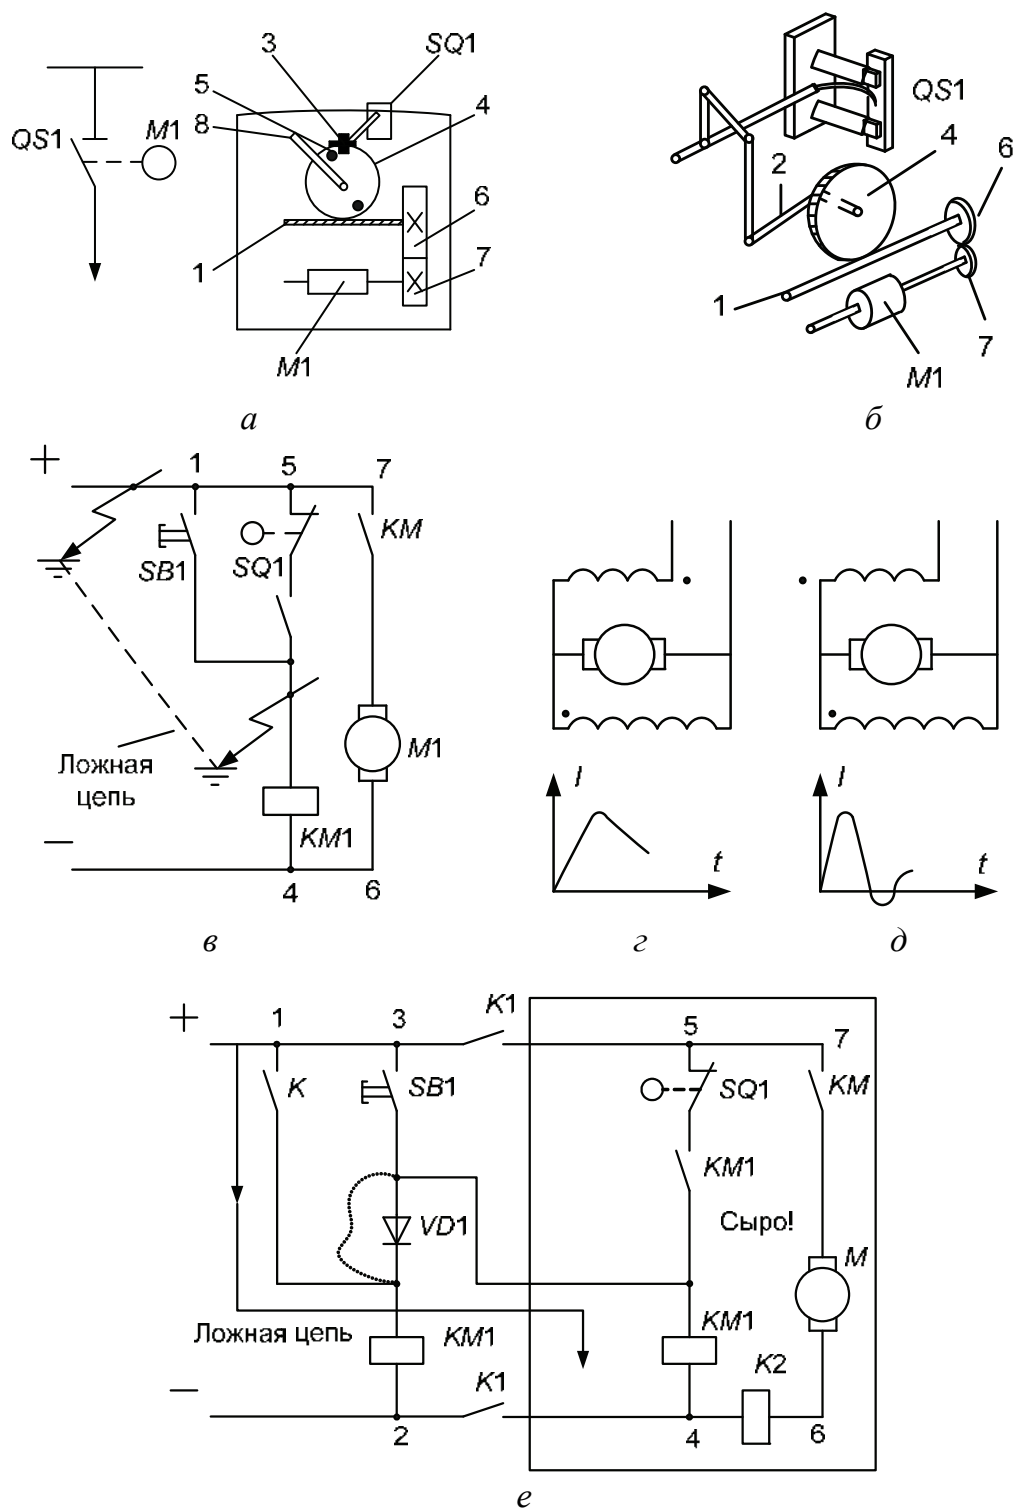 3
SQ1
5
8
4
QS1
M1
6
1
7
M1
а
QS1
4
6
2
1
7
M1
б
+
1
5
7
KM
SB1
SQ1
M1
Ложная
цепь
KM1
—
4
6
в
I
t
г
I
t
д
+
1
3
K1
5
7
K
SB1
SQ1
KM
KM1
VD1
Сыро!
M
Ложная цепь
KM1
KM1
K2
K1
—
2
4
6
е